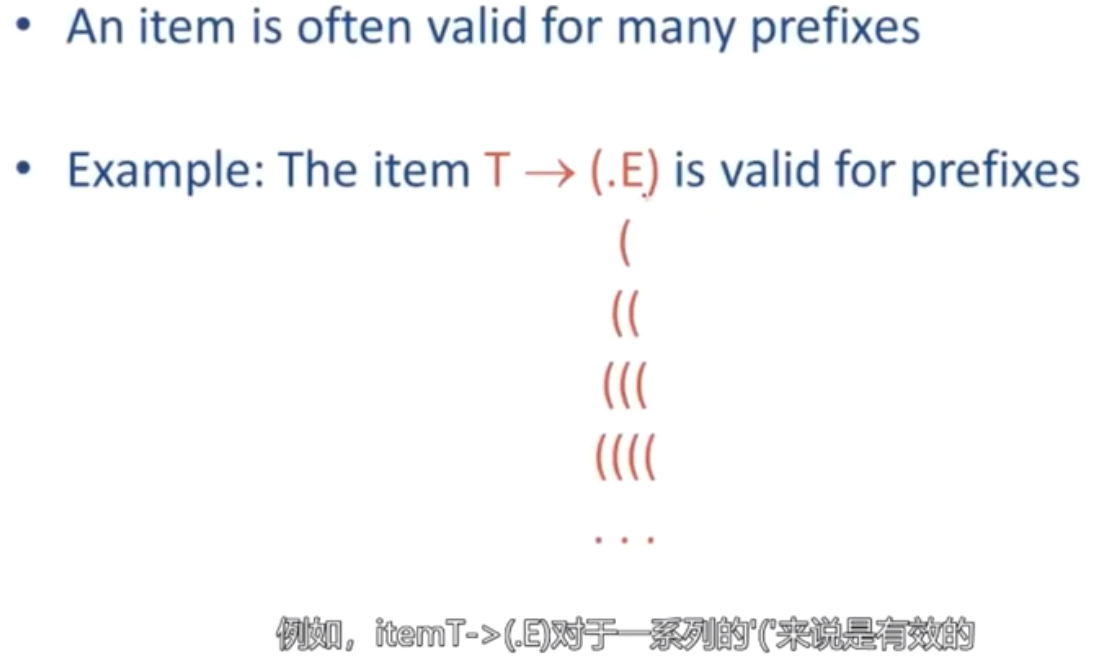 • An item is often valid for many prefixes
• Example: The item T → (.E) is valid for prefixes
(
((
(((
((((
. . .
例如，itemT->(.E)对于一系列的'('来说是有效的